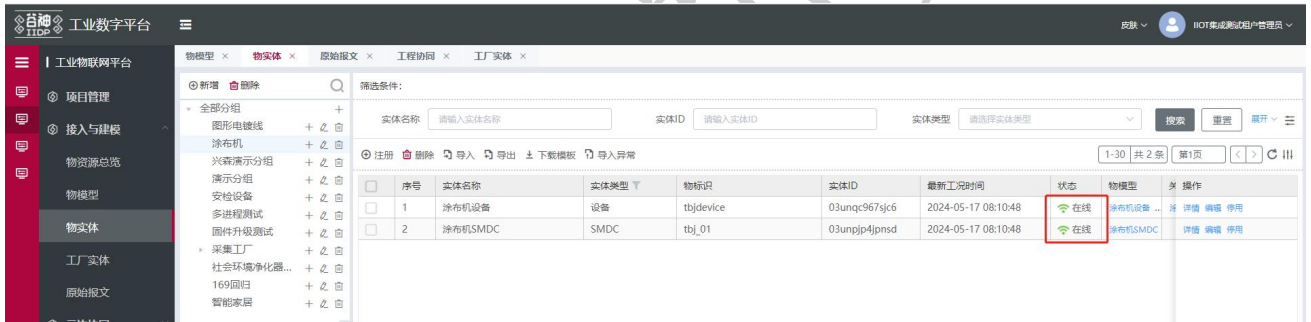 谷神 IIDP 工业数字平台 皮肤 IIOT集成测试租户管理员
工业物联网平台 物模型 × 物实体 × 原始报文 × 工程协同 × 工厂实体 ×
项目管理
接入与建模
物资源总览
物模型
物实体
工厂实体
原始报文
新增 删除
全部分组
图形电镀线
涂布机
兴森演示分组
演示分组
安检设备
多进程测试
固件升级测试
采集工厂
社会环境净化器...
169回归
智能家居
筛选条件:
实体名称 请输入实体名称 实体ID 请输入实体ID 实体类型 请选择实体类型 搜索 重置 展开
注册 删除 导入 导出 下载模板 导入异常 1-30 共2条 第1页
序号 实体名称 实体类型 物标识 实体ID 最新工况时间 状态 物模型 操作
1 涂布机设备 设备 tbjdevice 03unqc967sjc6 2024-05-17 08:10:48 在线 涂布机设备 ... 详情 编辑 停用
2 涂布机SMDC SMDC tbj_01 03unpjp4jpnsd 2024-05-17 08:10:48 在线 涂布机SMDC 详情 编辑 停用